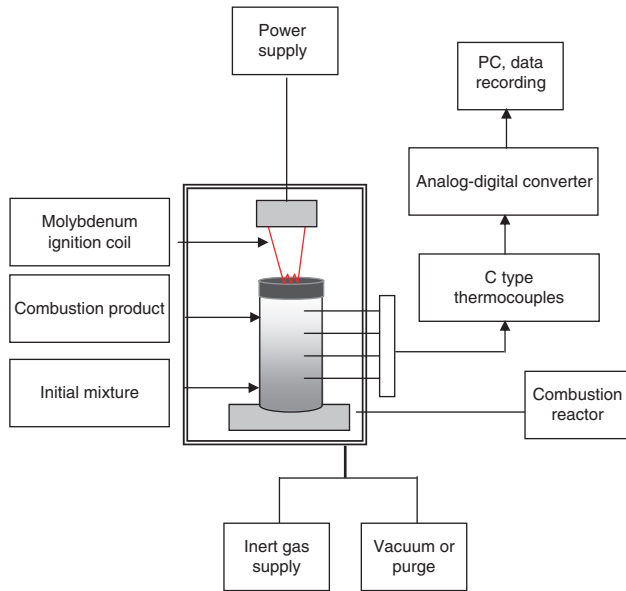 Power
supply
PC, data
recording
Analog-digital converter
Molybdenum
ignition coil
C type
thermocouples
Combustion product
Initial mixture
Combustion
reactor
Inert gas
supply
Vacuum or
purge